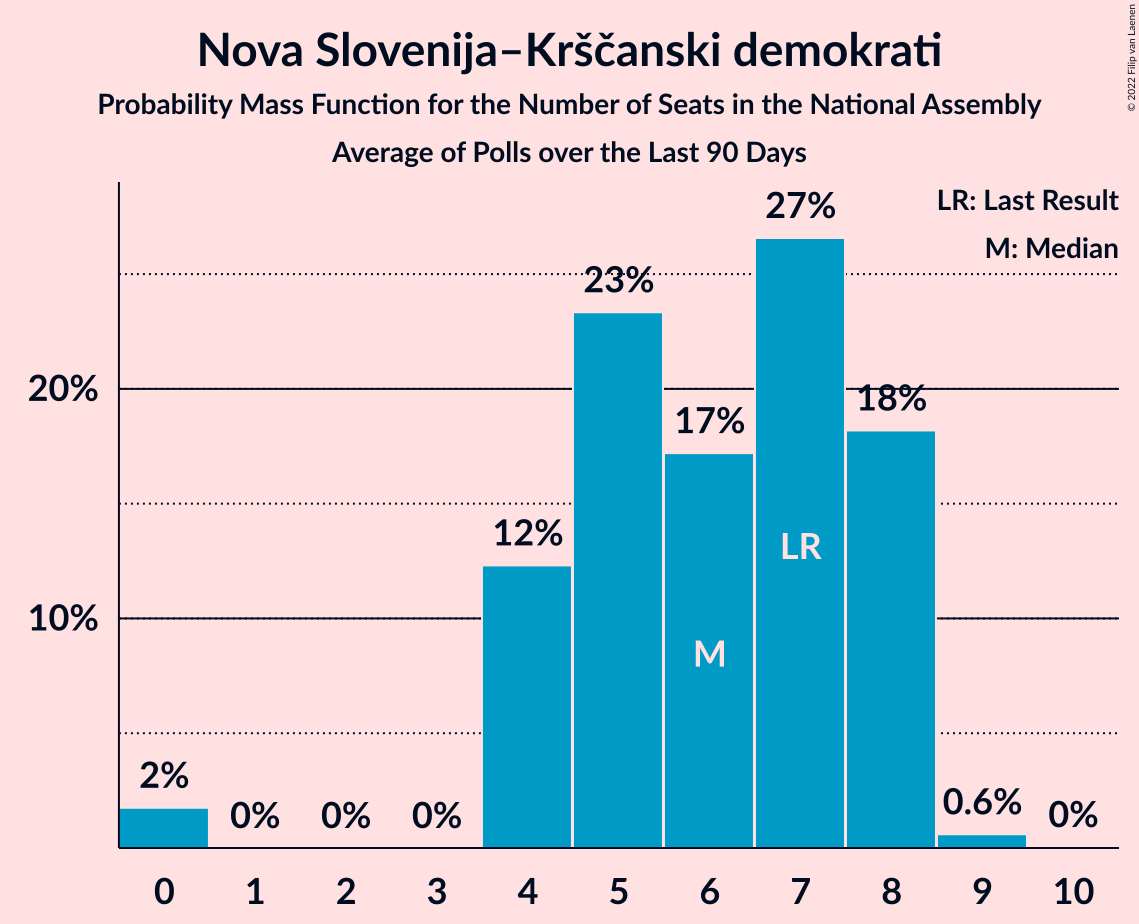 Nova Slovenija–Krščanski demokrati
Probability Mass Function for the Number of Seats in the National Assembly
Average of Polls over the Last 90 Days
© 2022 Filip van Laenen
LR: Last Result
M: Median
27%
23%
20%
18%
17%
12%
LR
10%
M
2%
0%
0%
0%
0.6%
0%
0 1 2 3 4 5 6 7 8 9 10